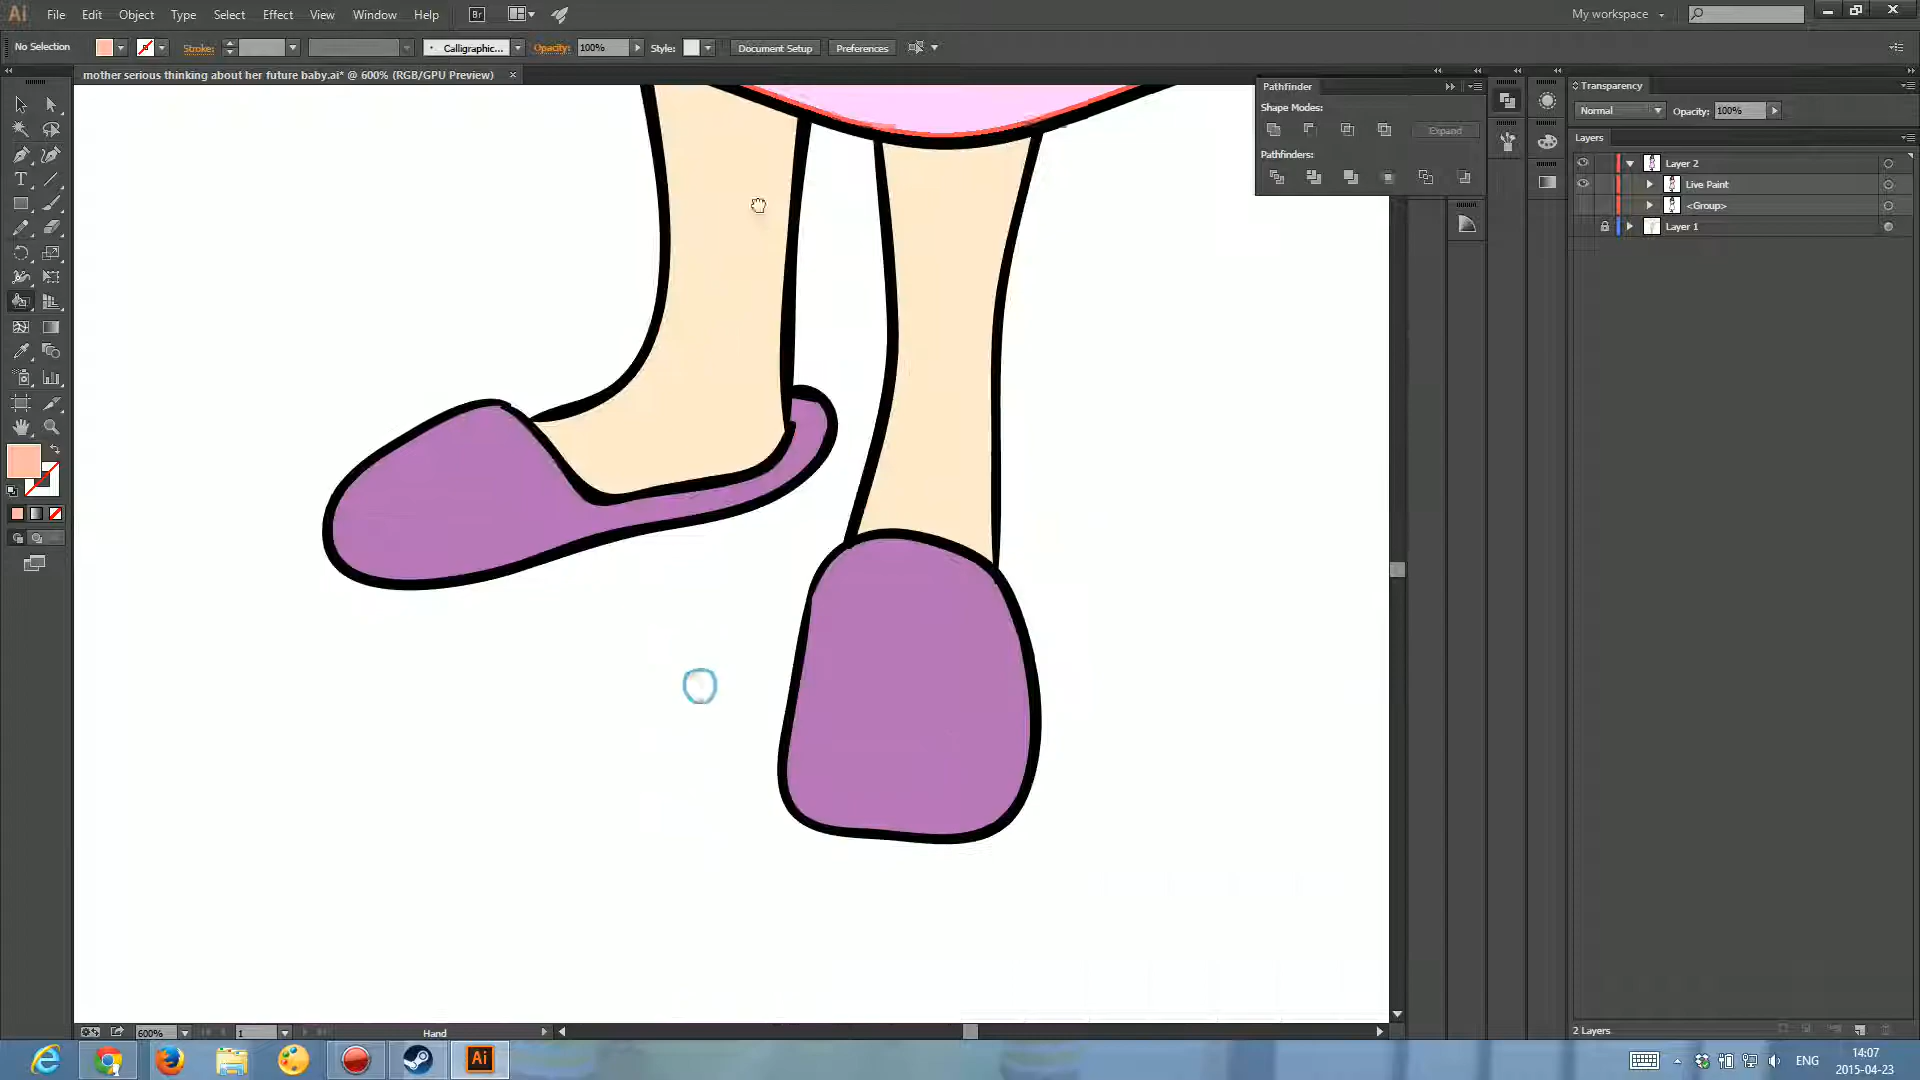 Ai File Edit Object Type Select Effect View Window Help Br My workspace
No Selection Stroke: Calligraphic... Opacity: 100% Style: Document Setup Preferences
mother serious thinking about her future baby.ai* @ 600% (RGB/GPU Preview) ×
Pathfinder
Shape Modes:
Expand
Pathfinders:
Transparency
Normal Opacity: 100%
Layers
Layer 2
Live Paint
<Group>
Layer 1
2 Layers
600% 1 Hand
Ai ENG 14:07
2015-04-23